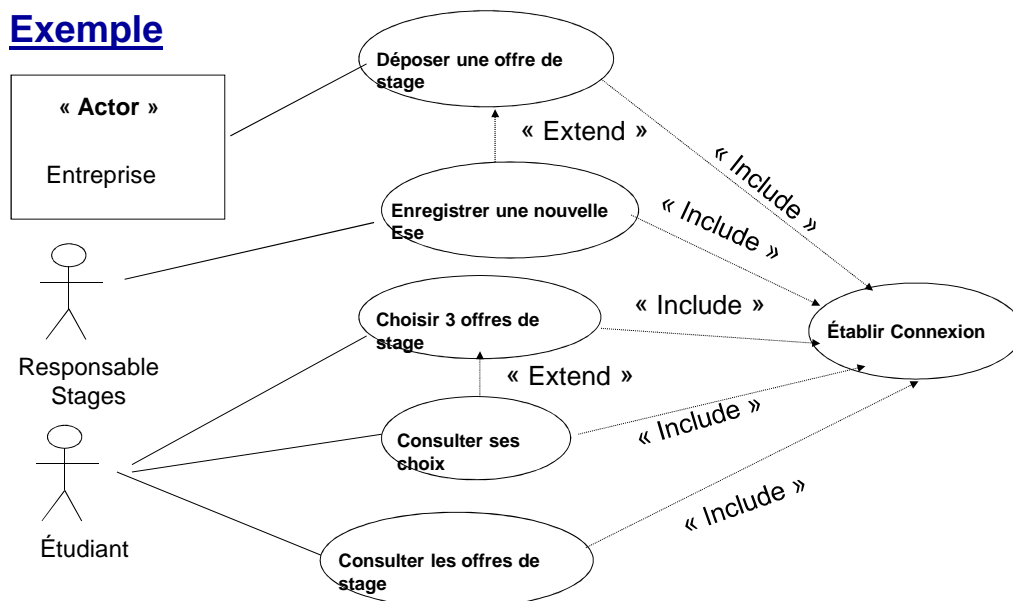 Exemple
Déposer une offre de
stage
« Actor »
Entreprise
« Extend »
« Include »
Enregistrer une nouvelle
Ese
« Include »
Choisir 3 offres de
stage
« Include »
Établir Connexion
Responsable
Stages
« Extend »
Consulter ses
choix
« Include »
« Include »
Étudiant
Consulter les offres de
stage